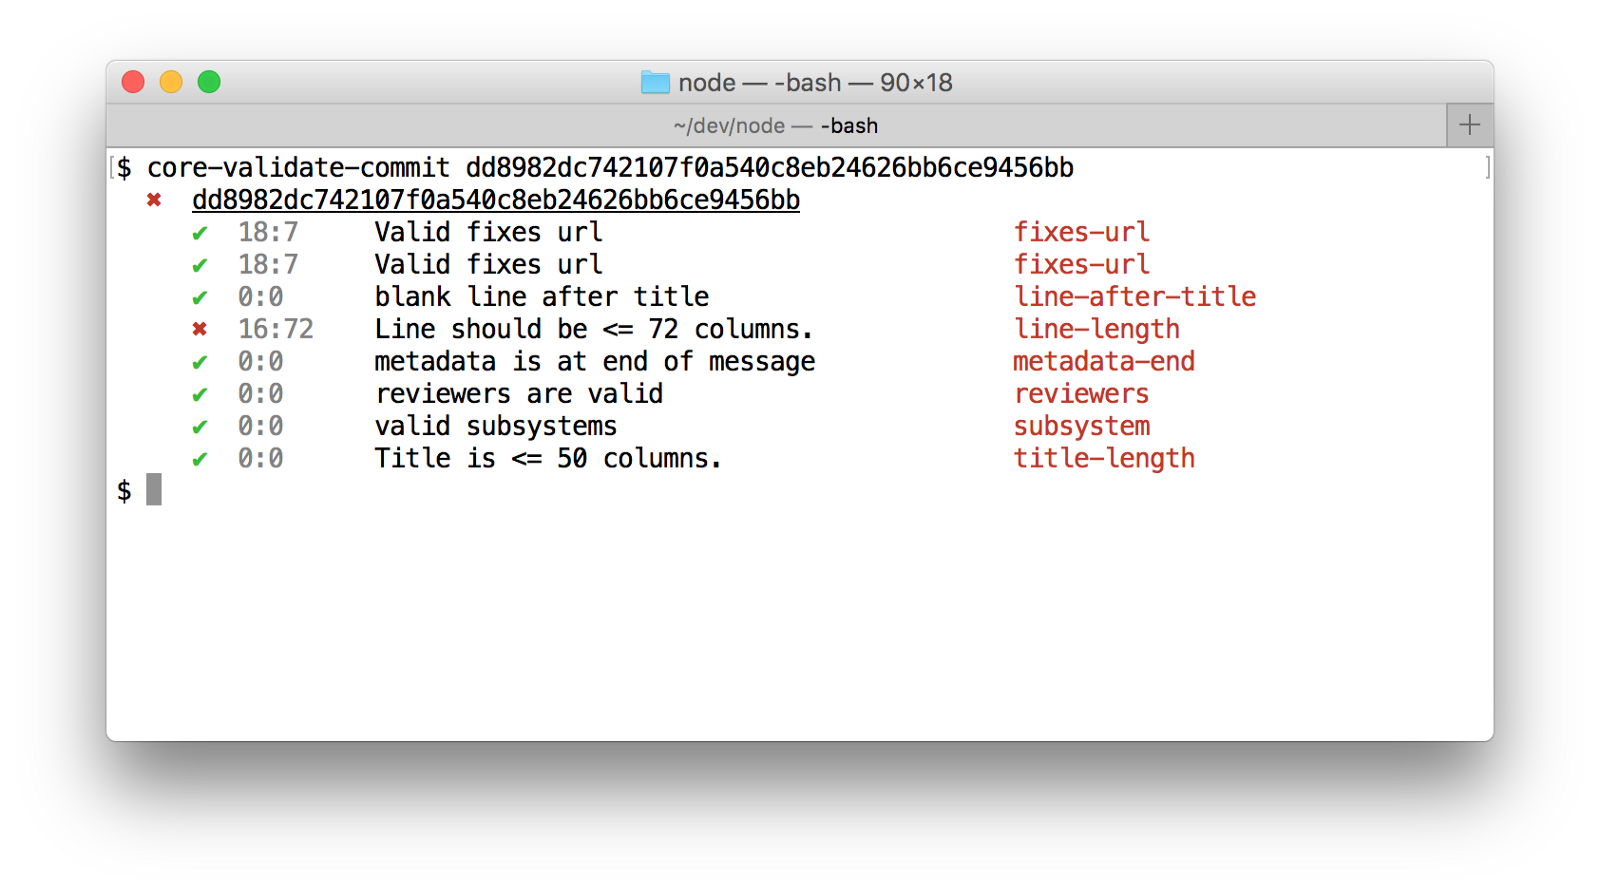 node — -bash — 90×18
~/dev/node — -bash
[$ core-validate-commit dd8982dc742107f0a540c8eb24626bb6ce9456bb ]
✖ dd8982dc742107f0a540c8eb24626bb6ce9456bb
✔ 18:7 Valid fixes url fixes-url
✔ 18:7 Valid fixes url fixes-url
✔ 0:0 blank line after title line-after-title
✖ 16:72 Line should be <= 72 columns. line-length
✔ 0:0 metadata is at end of message metadata-end
✔ 0:0 reviewers are valid reviewers
✔ 0:0 valid subsystems subsystem
✔ 0:0 Title is <= 50 columns. title-length
$